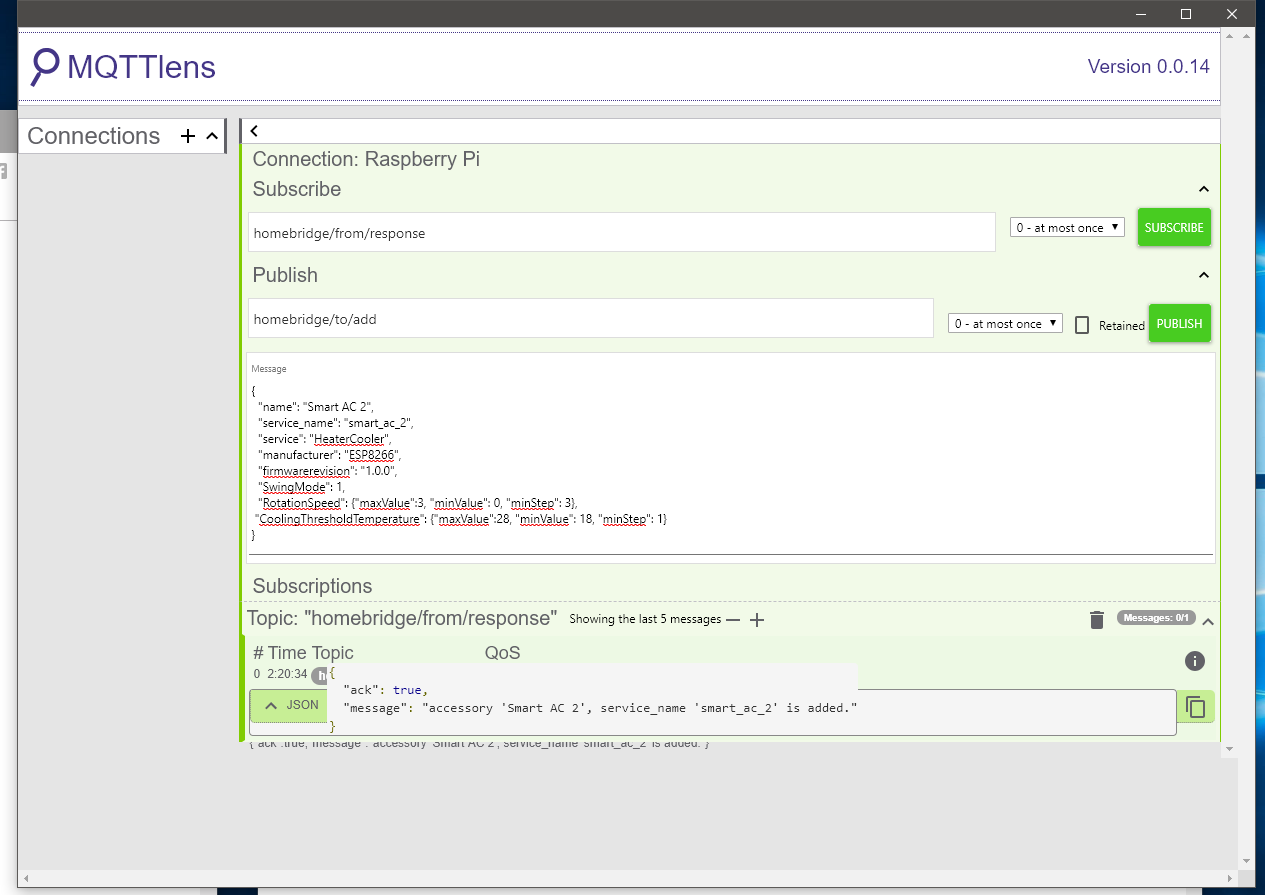 MQTTlens
Version 0.0.14
Connections
Connection: Raspberry Pi
Subscribe
homebridge/from/response
0 - at most once
SUBSCRIBE
Publish
homebridge/to/add
0 - at most once
Retained
PUBLISH
Message
{
"name": "Smart AC 2",
"service_name": "smart_ac_2",
"service": "HeaterCooler",
"manufacturer": "ESP8266",
"firmwarerevision": "1.0.0",
"SwingMode": 1,
"RotationSpeed": {"maxValue":3, "minValue": 0, "minStep": 3},
"CoolingThresholdTemperature": {"maxValue":28, "minValue": 18, "minStep": 1}
}
Subscriptions
Topic: "homebridge/from/response" Showing the last 5 messages
Messages: 0/1
# Time Topic QoS
0 2:20:34
JSON
{
"ack": true,
"message": "accessory 'Smart AC 2', service_name 'smart_ac_2' is added."
}
{"ack":true,"message":"accessory 'Smart AC 2', service_name 'smart_ac_2' is added."}